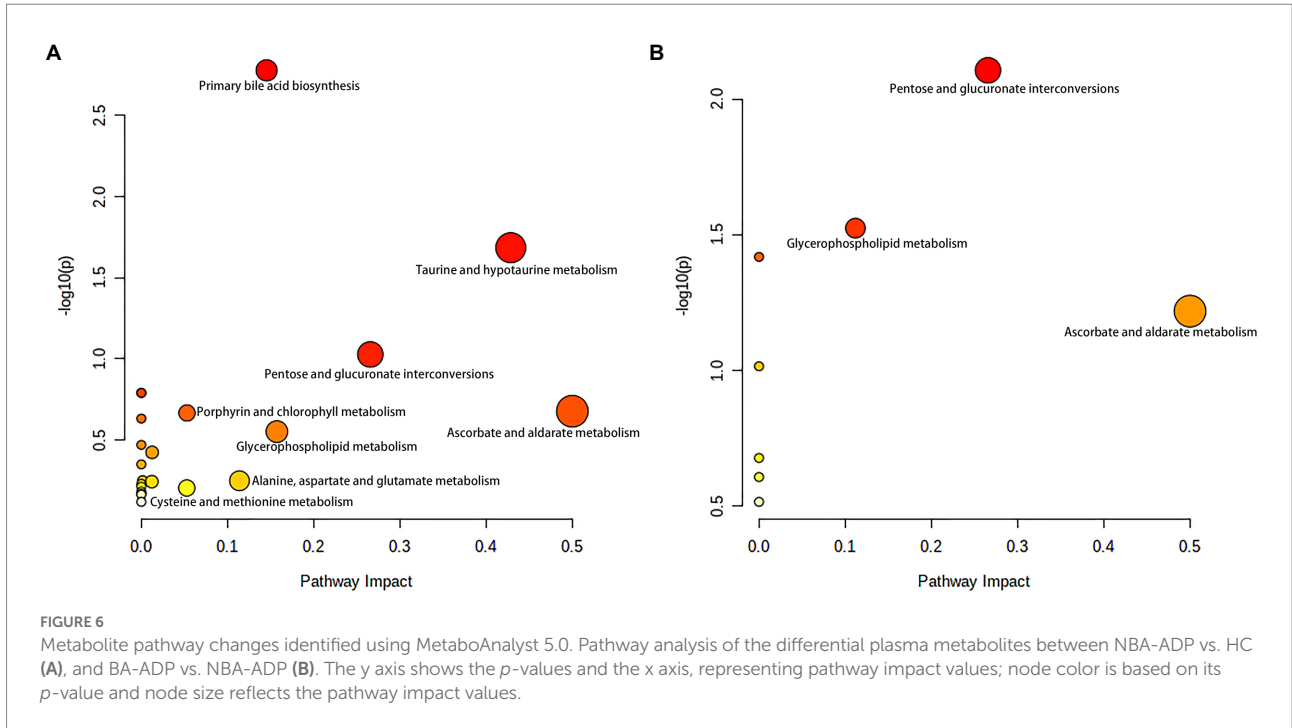 A
B
Primary bile acid biosynthesis
Pentose and glucuronate interconversions
2.5
2.0
1.5
1.0
0.5
-log10(p)
Taurine and hypotaurine metabolism
Pentose and glucuronate interconversions
Porphyrin and chlorophyll metabolism
Ascorbate and aldarate metabolism
Glycerophospholipid metabolism
Alanine, aspartate and glutamate metabolism
Cysteine and methionine metabolism
0.0 0.1 0.2 0.3 0.4 0.5
Pathway Impact
2.0
1.5
1.0
0.5
-log10(p)
Glycerophospholipid metabolism
Ascorbate and aldarate metabolism
0.0 0.1 0.2 0.3 0.4 0.5
Pathway Impact
FIGURE 6
Metabolite pathway changes identified using MetaboAnalyst 5.0. Pathway analysis of the differential plasma metabolites between NBA-ADP vs. HC
(A), and BA-ADP vs. NBA-ADP (B). The y axis shows the p-values and the x axis, representing pathway impact values; node color is based on its
p-value and node size reflects the pathway impact values.